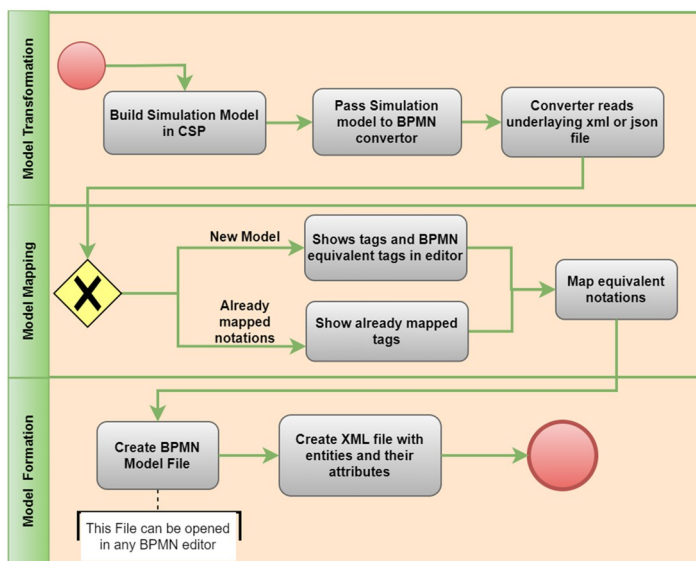 Model Transformation
Build Simulation Model
in CSP
Pass Simulation
model to BPMN
convertor
Converter reads
underlaying xml or json
file
Model Mapping
New Model
Already
mapped
notations
Shows tags and BPMN
equivalent tags in editor
Show already mapped
tags
Map equivalent
notations
Model Formation
Create BPMN
Model File
Create XML file with
entities and their
attributes
This File can be opened
in any BPMN editor